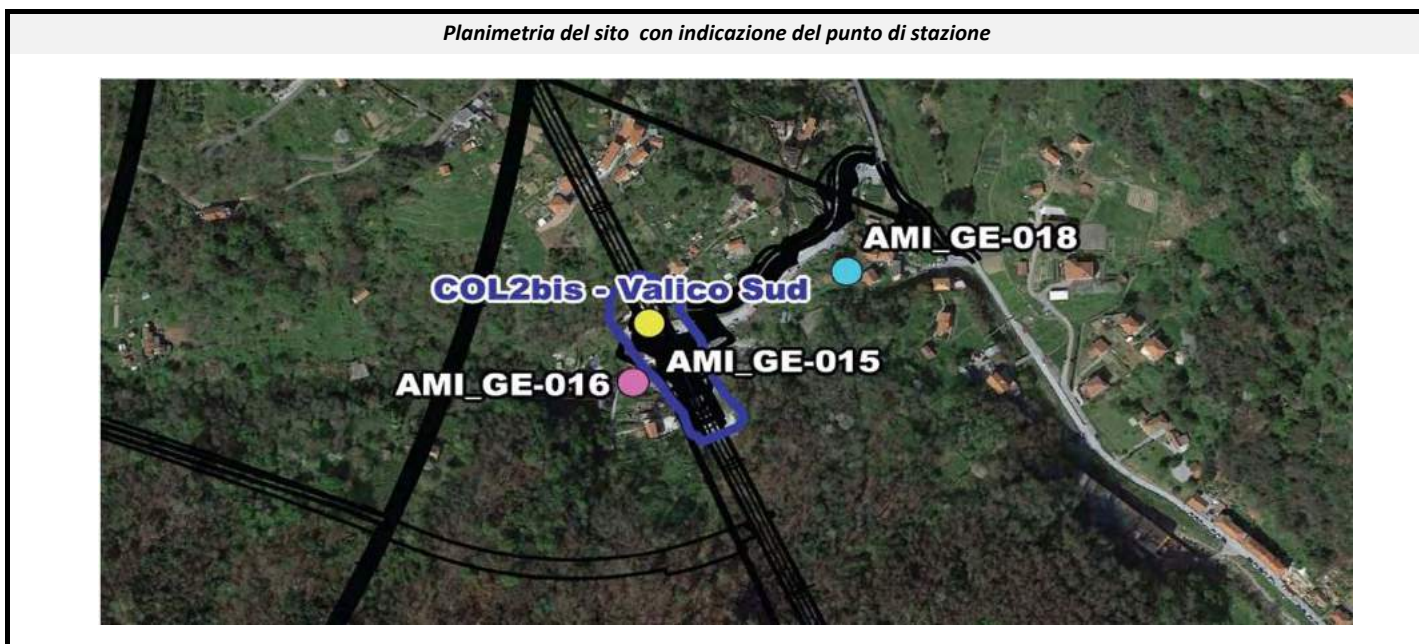 Planimetria del sito con indicazione del punto di stazione
AMI_GE-018
COL2bis - Valico Sud
AMI_GE-015
AMI_GE-016